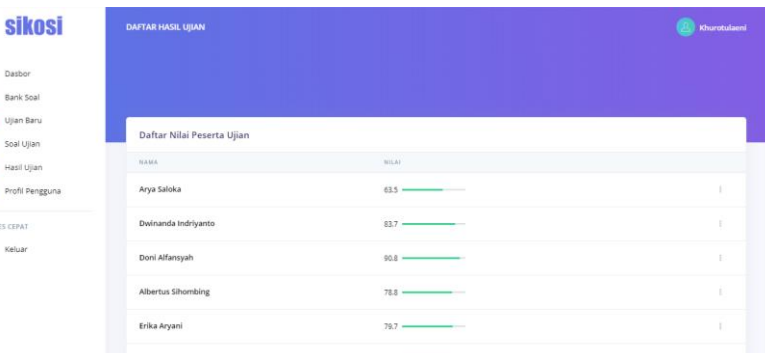 sikosi
DAFTAR HASIL UJIAN
Khurotulaeni
Dasbor
Bank Soal
Ujian Baru
Soal Ujian
Hasil Ujian
Profil Pengguna
ES CEPAT
Keluar
Daftar Nilai Peserta Ujian
NAMA NILAI
Arya Saloka 63.5
Dwinanda Indriyanto 83.7
Doni Alfansyah 90.8
Albertus Sihombing 78.8
Erika Aryani 79.7